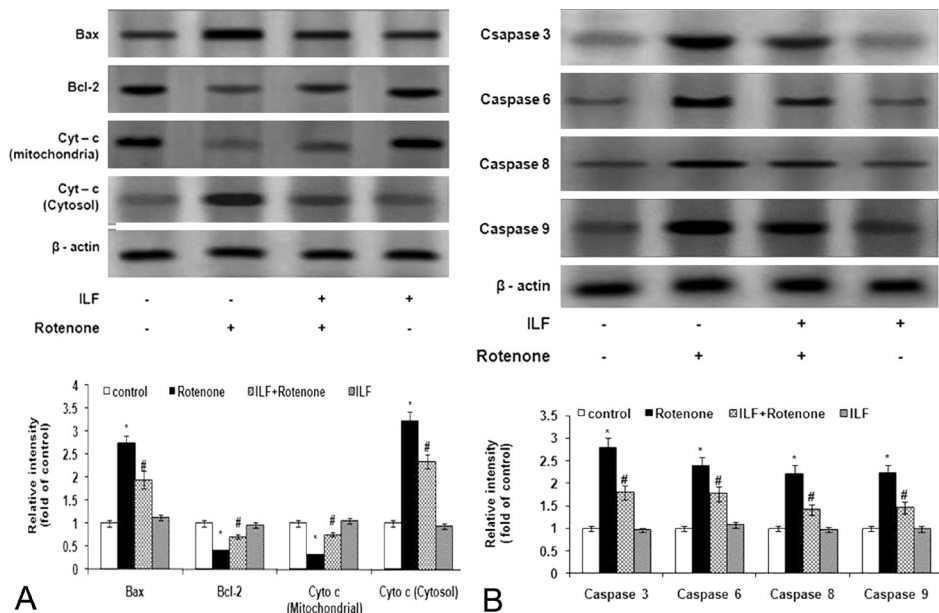 Bax
Bcl-2
Cyt – c
(mitochondria)
Cyt – c
(Cytosol)
β - actin
ILF - - + +
Rotenone - + + -
4
3.5
3
2.5
2
1.5
1
0.5
0
Relative intensity
(fold of control)
control Rotenone ILF+Rotenone ILF
* # * # * # * #
Bax Bcl-2 Cyto c Cyto c (Cytosol)
(Mitochondrial)
A
Csapase 3
Caspase 6
Caspase 8
Caspase 9
β - actin
ILF - - + +
Rotenone - + + -
3.5
3
2.5
2
1.5
1
0.5
0
Relative intensity
(fold of control)
control Rotenone ILF+Rotenone ILF
* # * # * # * #
Caspase 3 Caspase 6 Caspase 8 Caspase 9
B